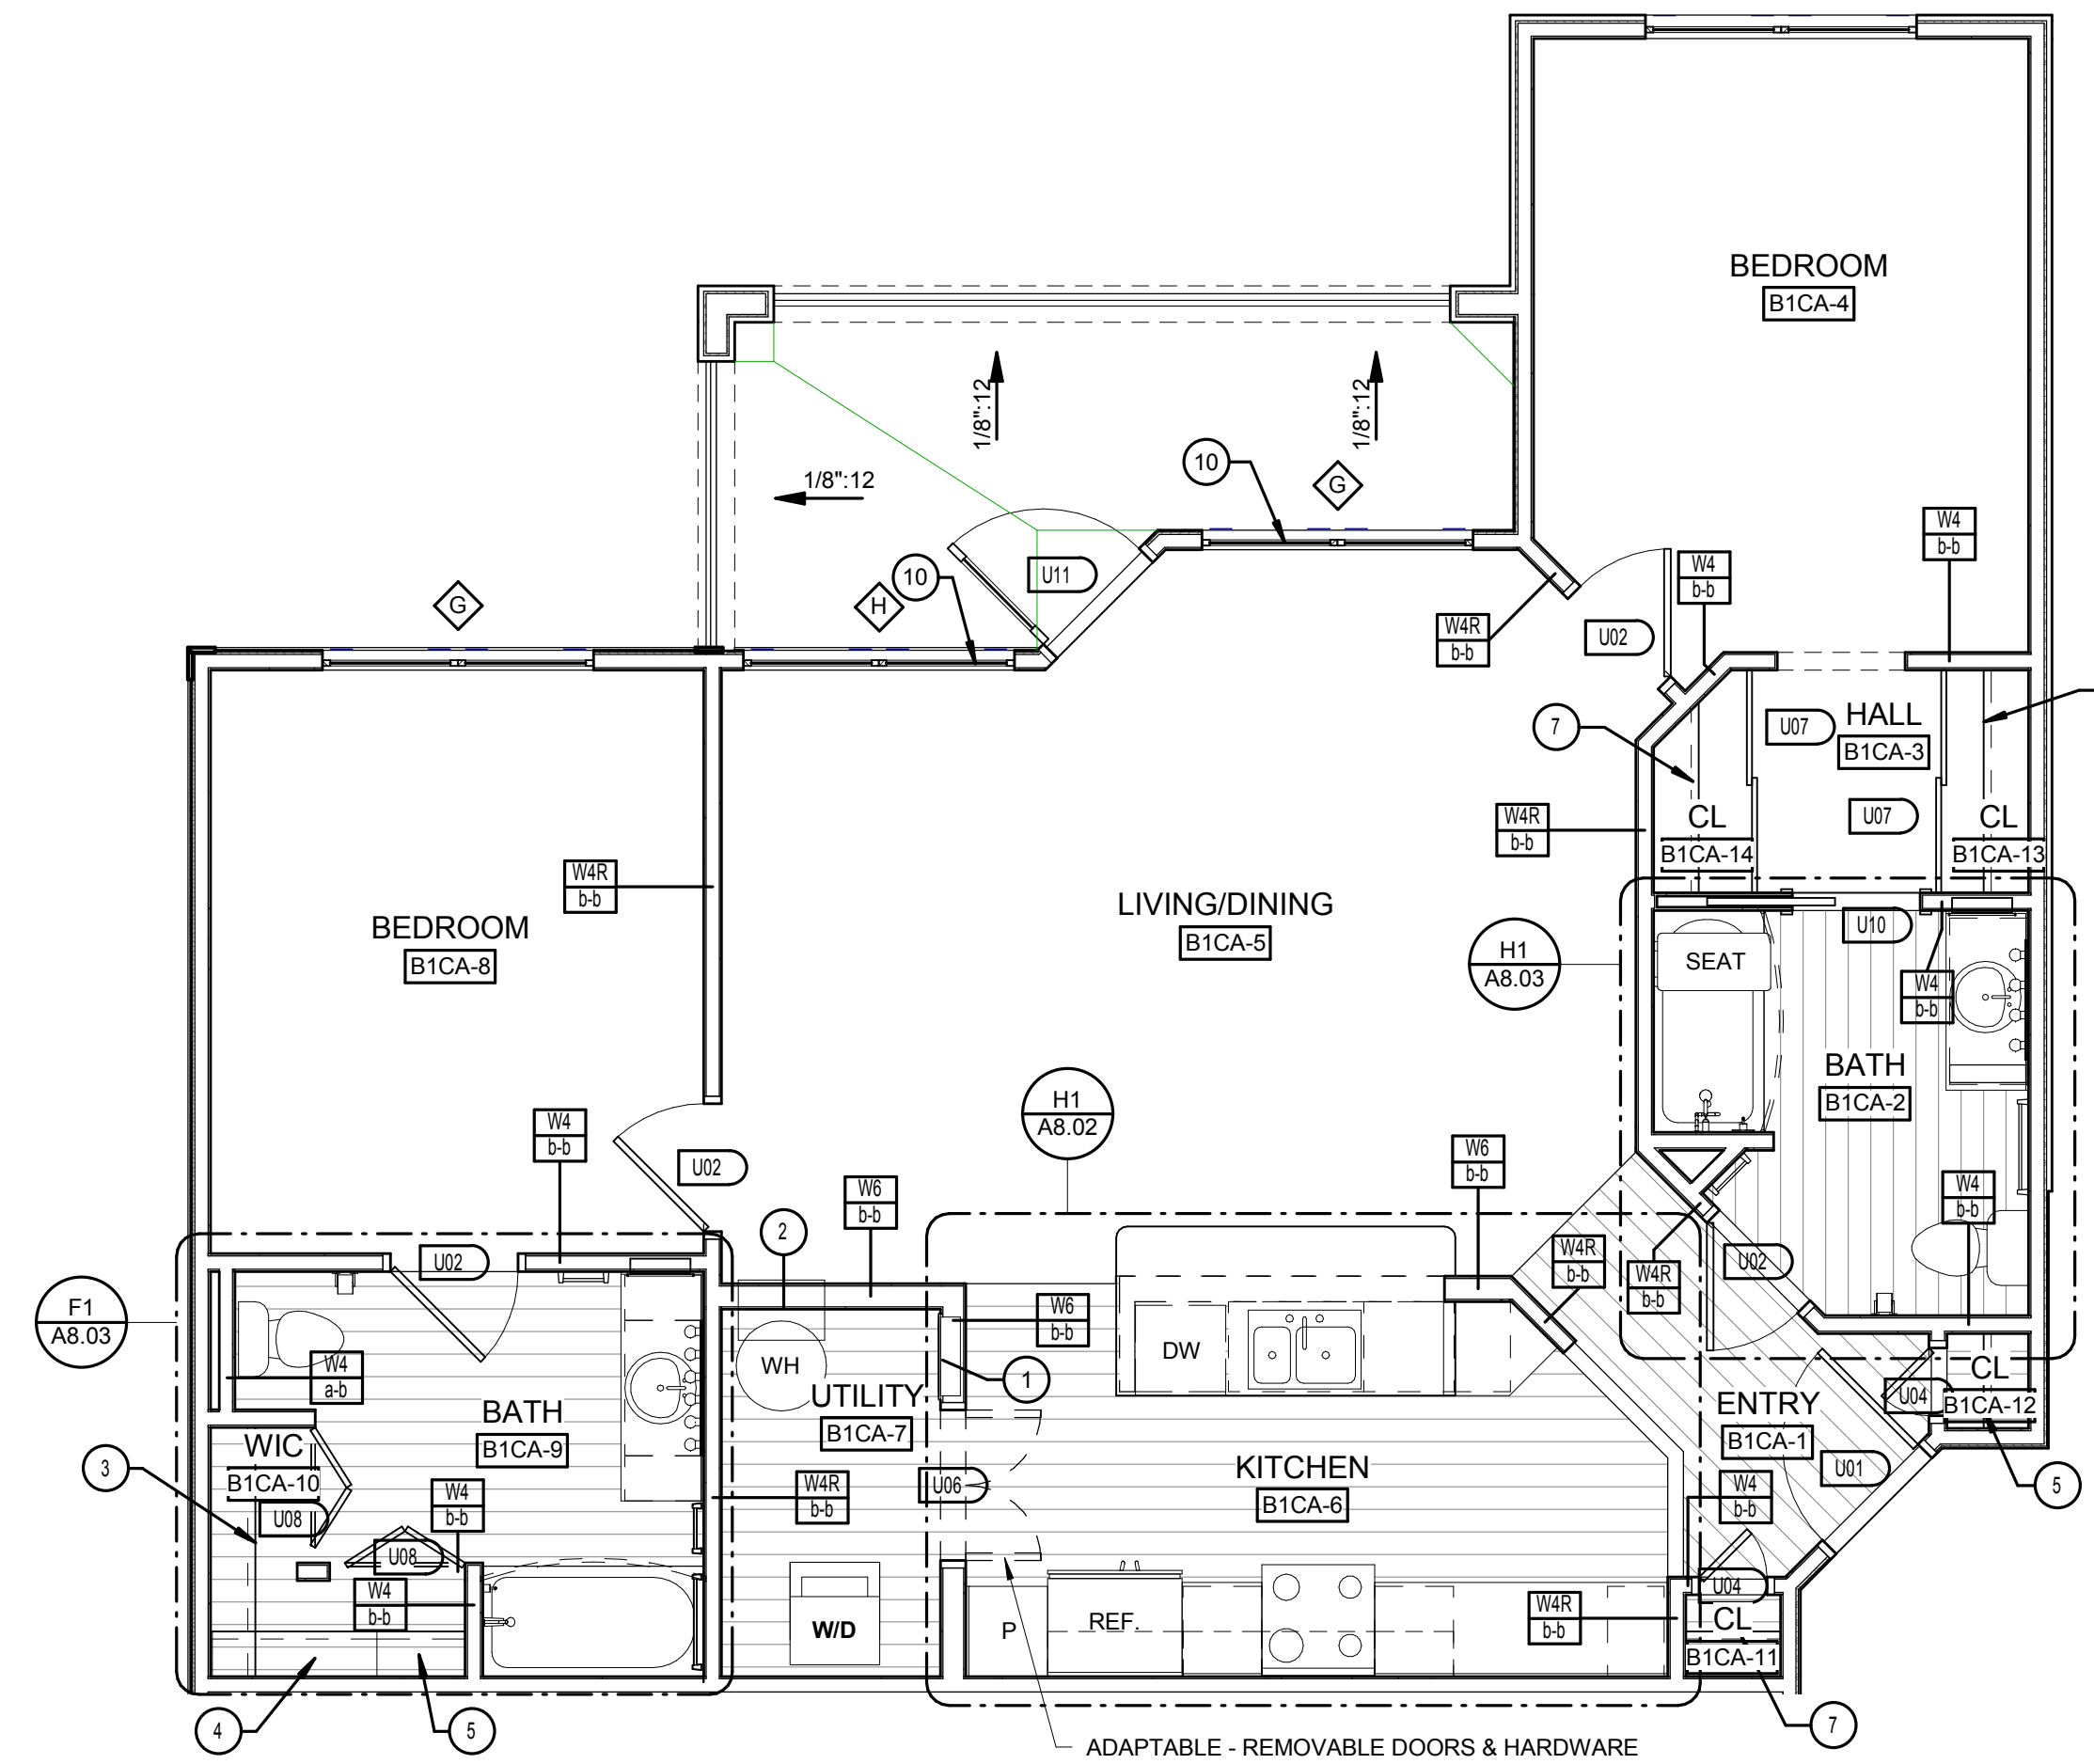 BEDROOM
B1CA-4
1/8":12
1/8":12
1/8":12
10
G
U11
10
G
H
W4
b-b
W4
b-b
W4R
b-b
U02
7
U07
HALL
B1CA-3
W4R
b-b
U07
CL
B1CA-14
CL
B1CA-13
W4R
b-b
BEDROOM
B1CA-8
LIVING/DINING
B1CA-5
H1
A8.03
U10
SEAT
W4
b-b
BATH
B1CA-2
H1
A8.02
W4
b-b
U02
W6
b-b
W6
b-b
W4
b-b
2
U02
W4R
b-b
W4R
b-b
U02
F1
A8.03
W6
b-b
WH
DW
1
W4
a-b
UTILITY
B1CA-7
CL
B1CA-12
U04
ENTRY
B1CA-1
BATH
B1CA-9
WIC
B1CA-10
3
U08
W4
b-b
W4R
b-b
U06
KITCHEN
B1CA-6
U01
W4
b-b
5
U08
W4
b-b
W/D
P
REF.
W4R
b-b
U04
CL
B1CA-11
4
5
7
ADAPTABLE - REMOVABLE DOORS & HARDWARE